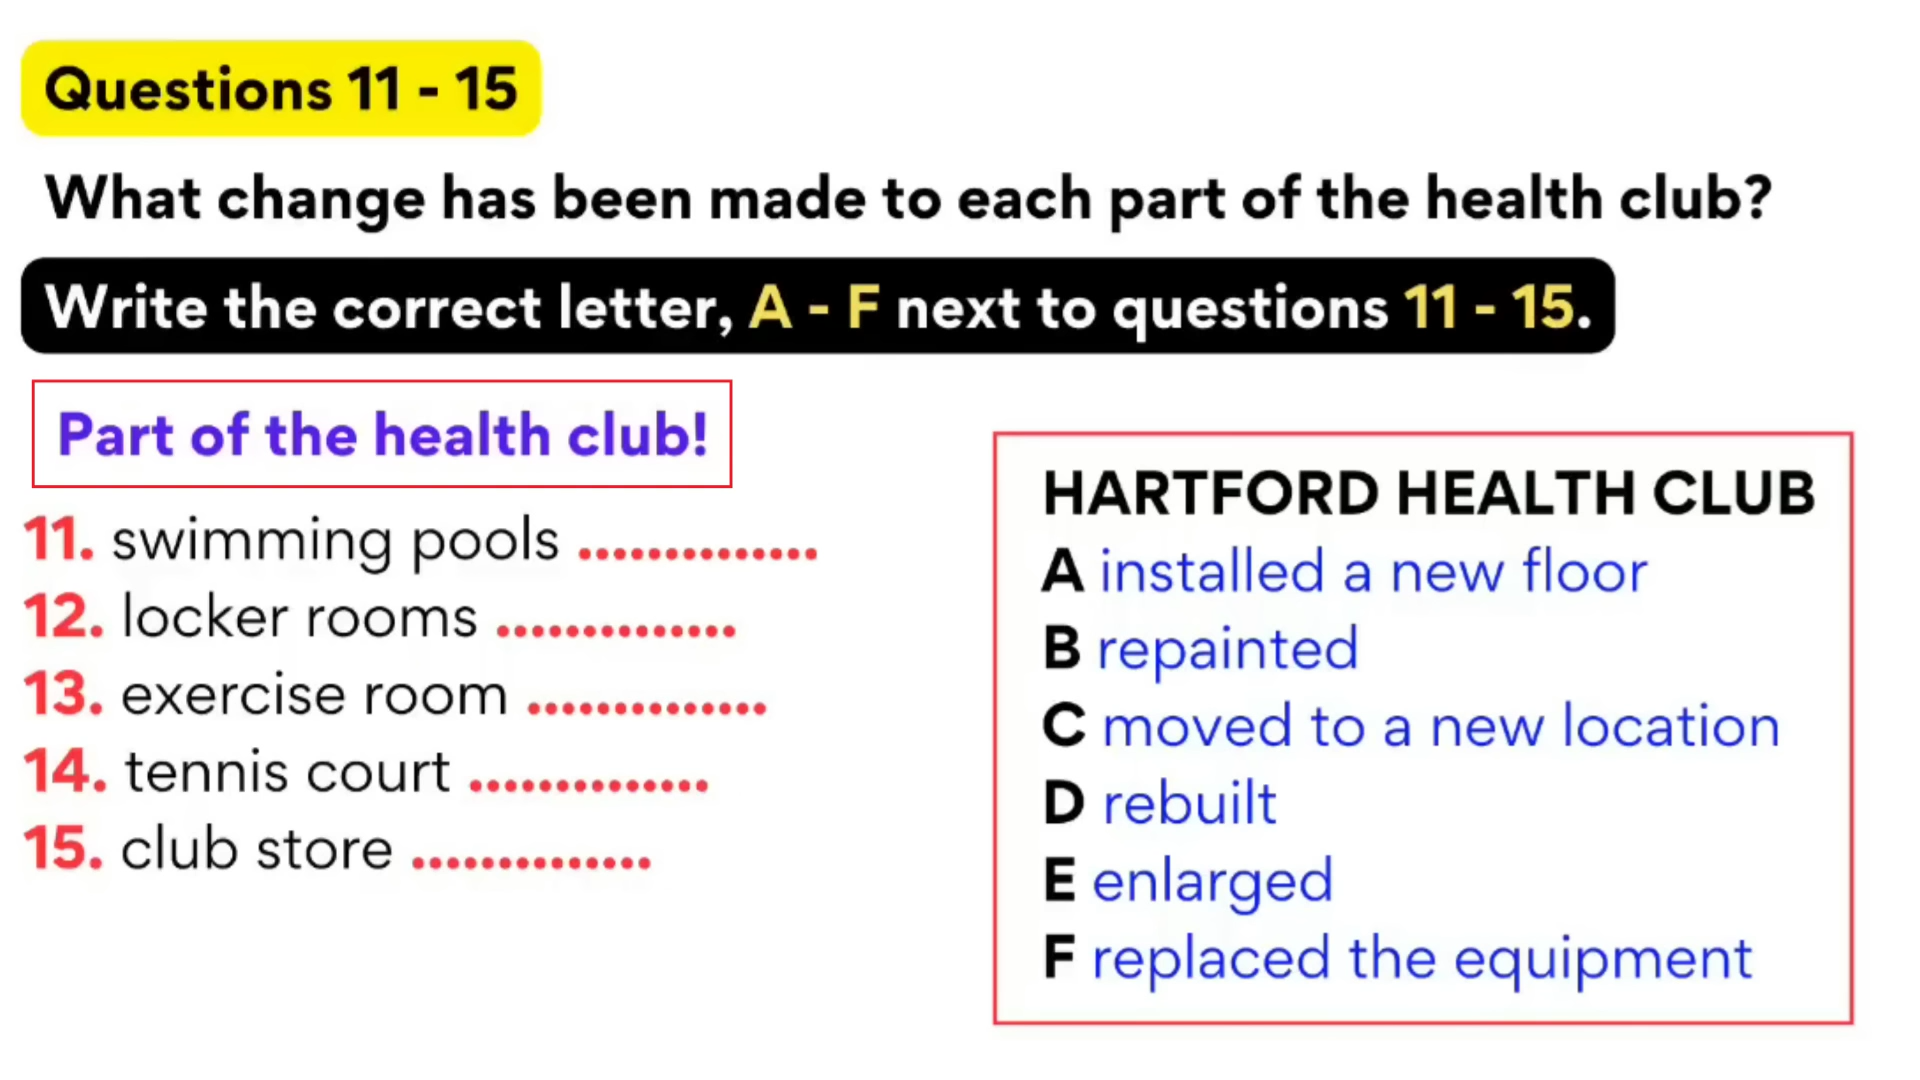 Questions 11 - 15
What change has been made to each part of the health club?
Write the correct letter, A - F next to questions 11 - 15.
Part of the health club!
11. swimming pools ..............
12. locker rooms ..............
13. exercise room ..............
14. tennis court ..............
15. club store ..............
HARTFORD HEALTH CLUB
A installed a new floor
B repainted
C moved to a new location
D rebuilt
E enlarged
F replaced the equipment